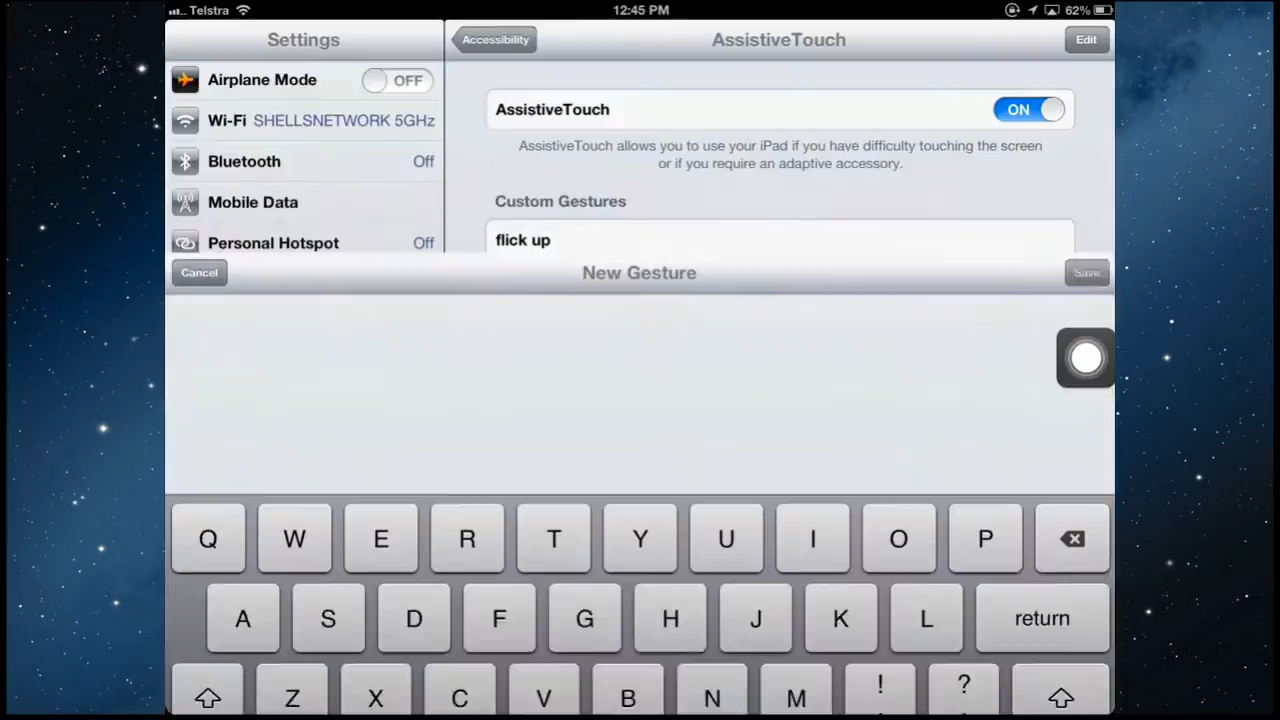 Telstra 12:45 PM 62%
Settings Accessibility AssistiveTouch Edit
Airplane Mode OFF
AssistiveTouch ON
Wi-Fi SHELLSNETWORK 5GHz
AssistiveTouch allows you to use your iPad if you have difficulty touching the screen
or if you require an adaptive accessory.
Bluetooth Off
Mobile Data
Custom Gestures
Personal Hotspot Off
flick up
Cancel New Gesture Save
Q W E R T Y U I O P
A S D F G H J K L return
Z X C V B N M ! ?